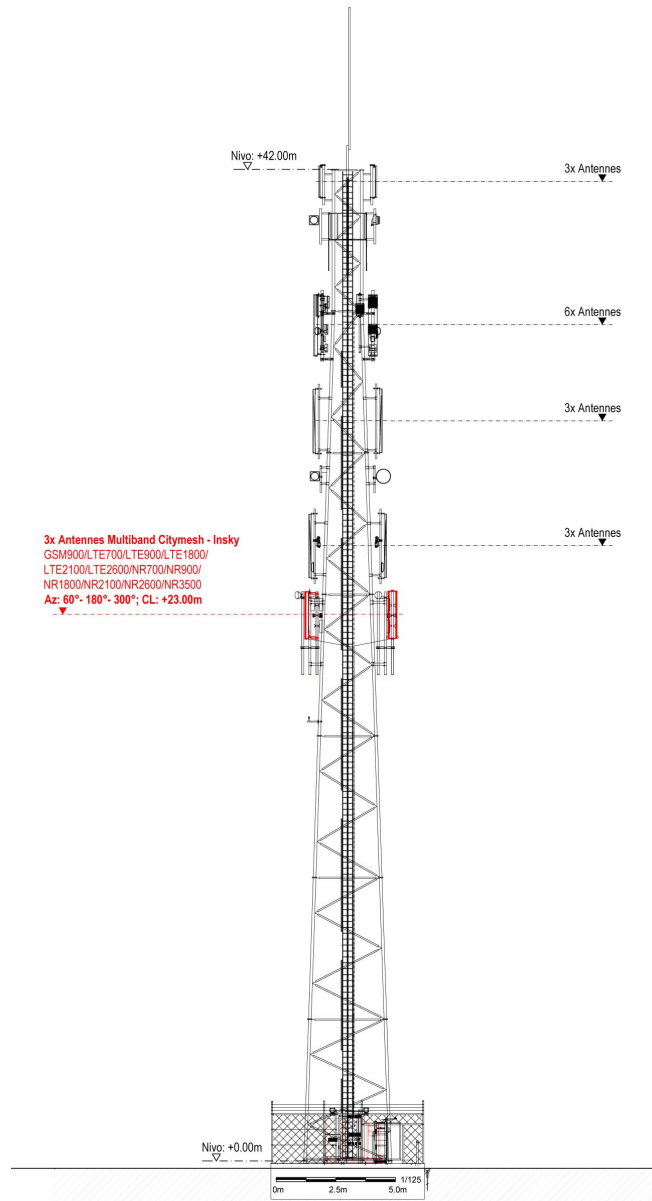 Nivo: +42.00m
3x Antennes
6x Antennes
3x Antennes
3x Antennes
3x Antennes Multiband Citymesh - Insky
GSM900/LTE700/LTE900/LTE1800/
LTE2100/LTE2600/NR700/NR900/
NR1800/NR2100/NR2600/NR3500
Az: 60°- 180°- 300°; CL: +23.00m
Nivo: +0.00m
1/125
0m 2.5m 5.0m